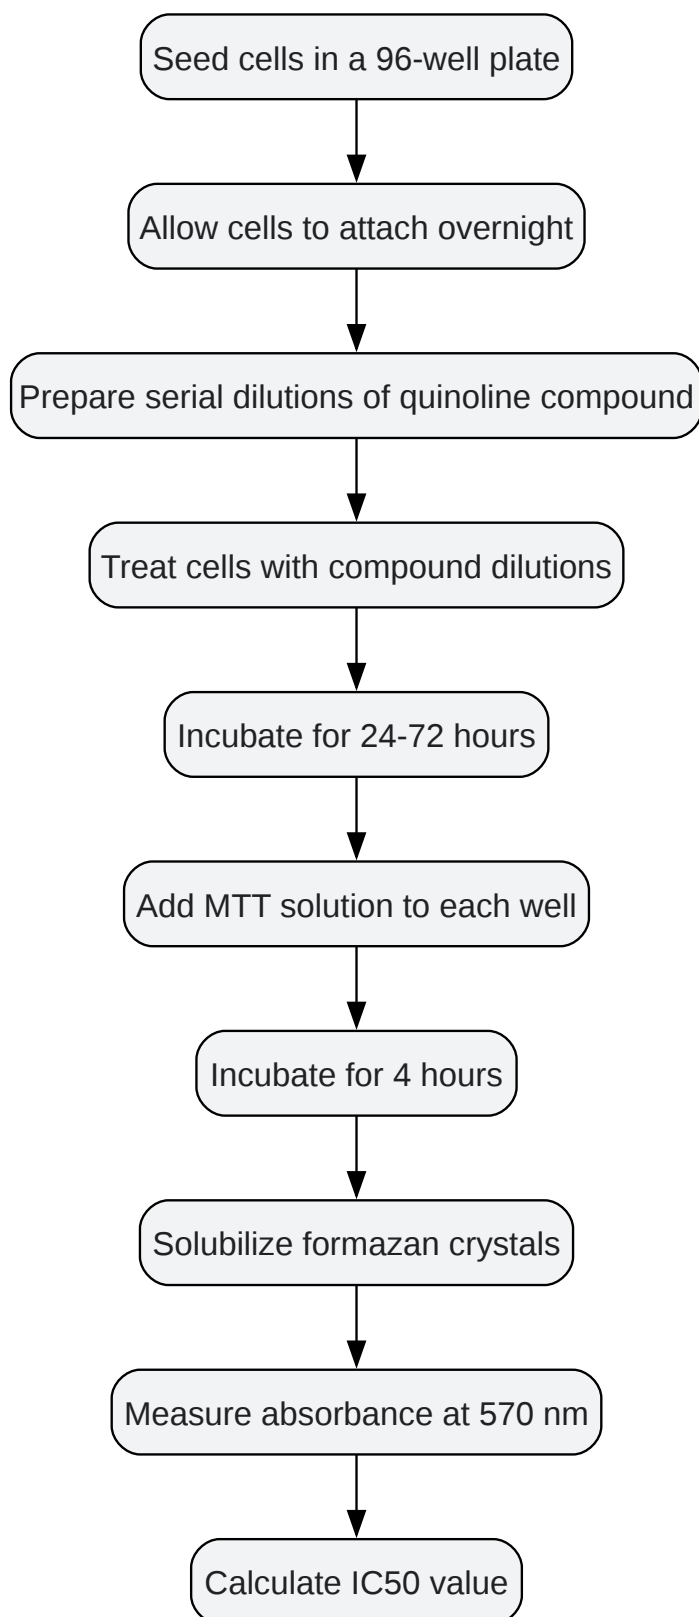 Seed cells in a 96-well plate
Allow cells to attach overnight
Prepare serial dilutions of quinoline compound
Treat cells with compound dilutions
Incubate for 24-72 hours
Add MTT solution to each well
Incubate for 4 hours
Solubilize formazan crystals
Measure absorbance at 570 nm
Calculate IC50 value